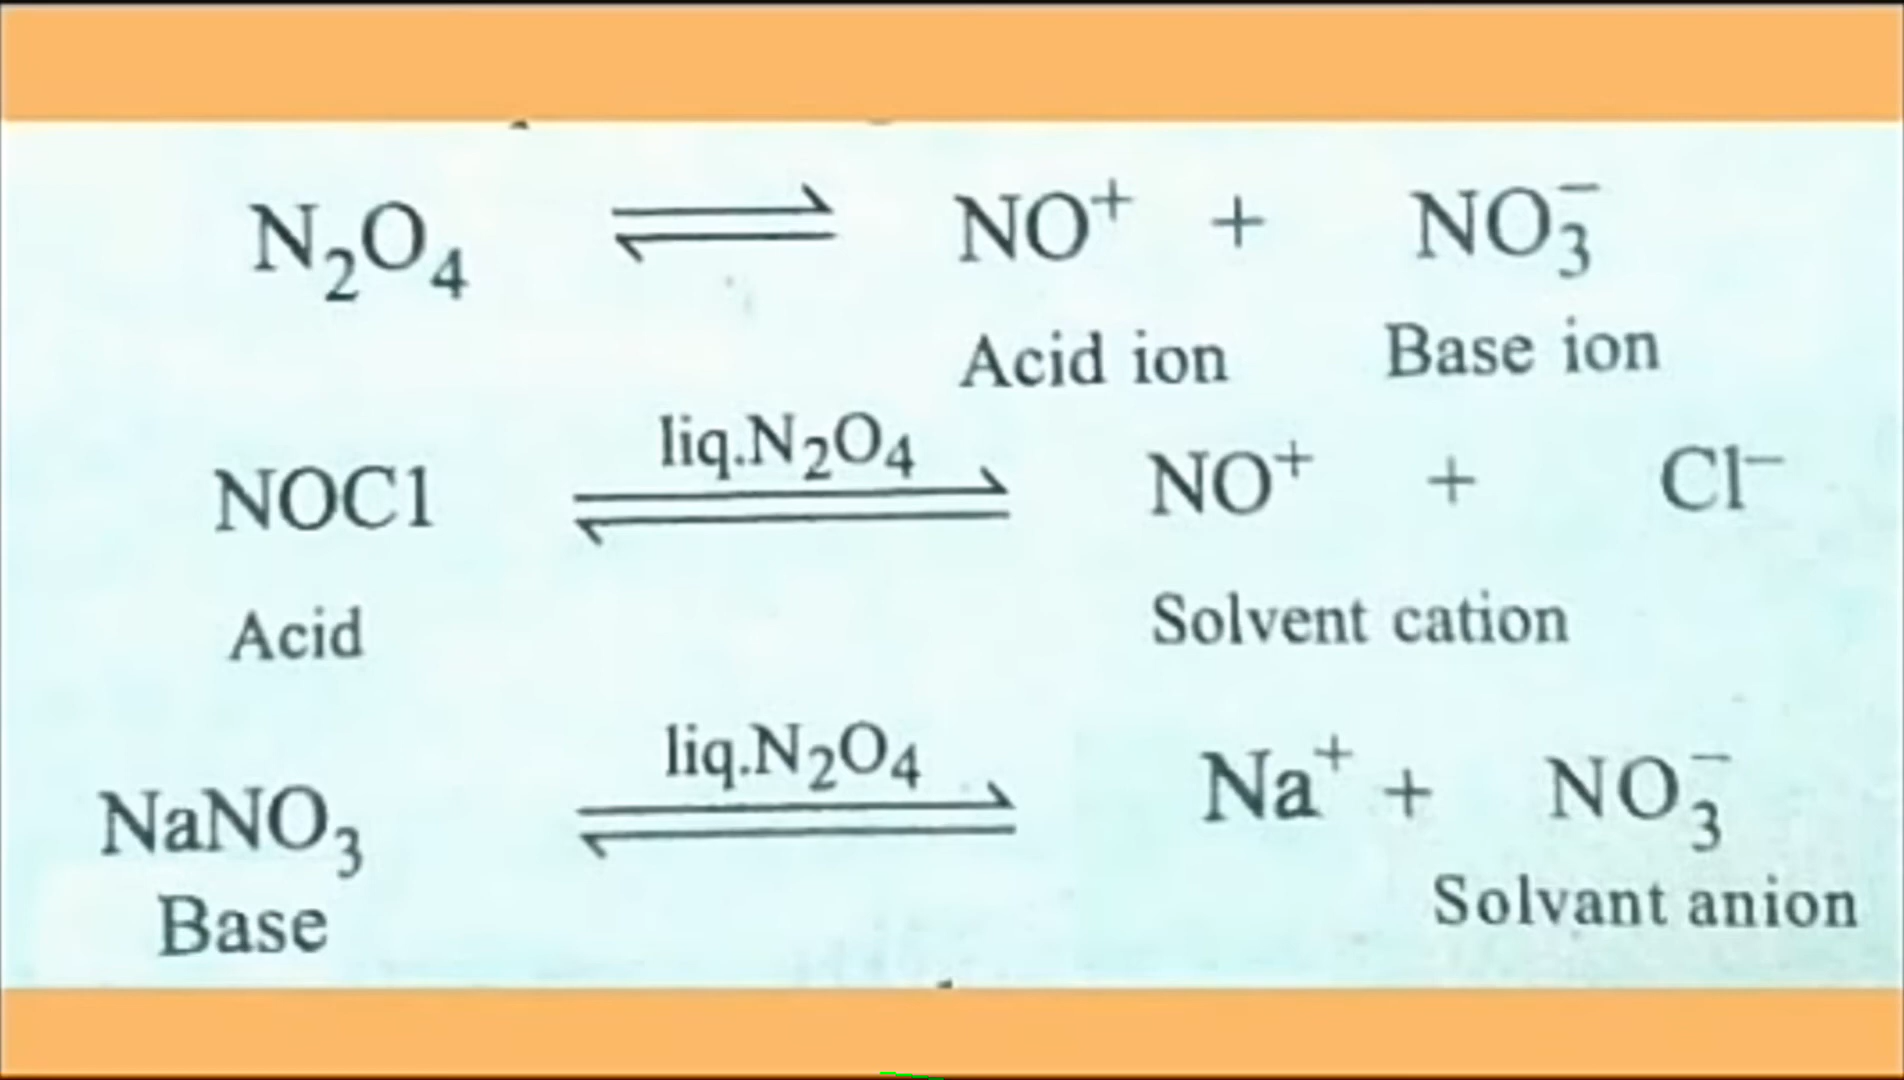 N₂O₄ ⇌ NO⁺ + NO₃⁻
Acid ion Base ion
liq.N₂O₄
NOCl ⇌ NO⁺ + Cl⁻
Acid Solvent cation
liq.N₂O₄
NaNO₃ ⇌ Na⁺ + NO₃⁻
Base Solvant anion